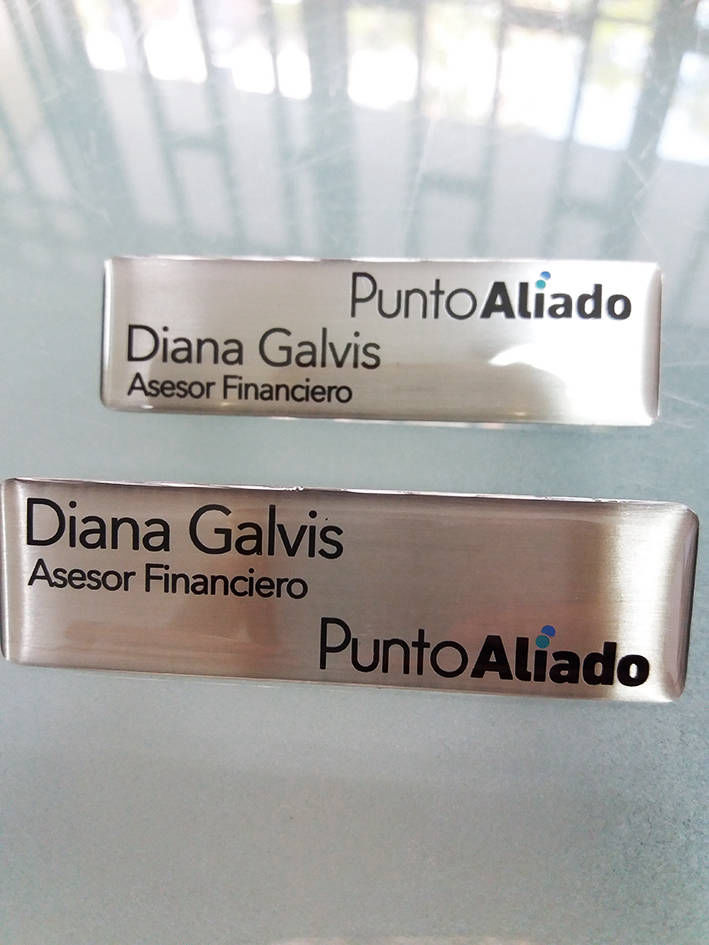 PuntoAliado
Diana Galvis
Asesor Financiero
Diana Galvis
Asesor Financiero
PuntoAliado